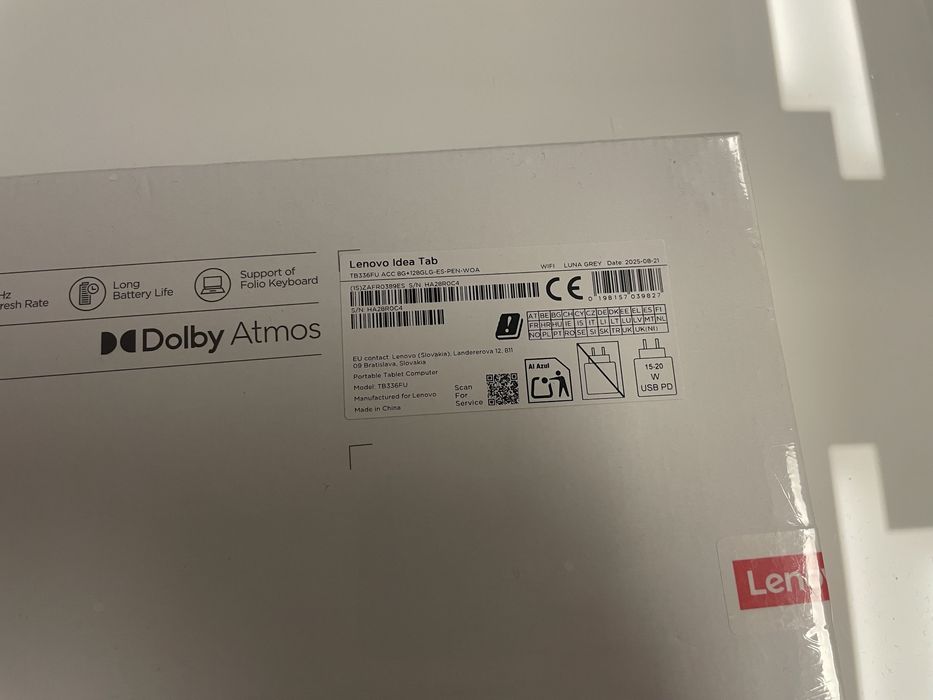 Hz
resh Rate
Long
Battery Life
Support of
Folio Keyboard
Dolby Atmos
Lenovo Idea Tab
TB336FU ACC 8G+128GLG-ES-PEN-WOA
WIFI LUNA GREY Date 2025-08-21
(1S)ZAFR0389ES S/N: HA28R0C4
S/N: HA28R0C4
CE
0 198157 039827
AT BE BG CH CY CZ DE DK EE EL ES FI
FR HR HU IE IS IT LI LT LU LV MT NL
NO PL PT RO SE SI SK TR UK UK(NI)
EU contact: Lenovo (Slovakia), Landererova 12, 811
09 Bratislava, Slovakia
Portable Tablet Computer
Model: TB336FU
Manufactured for Lenovo
Made in China
Scan
For
Service
Al Azul
15-20
W
USB PD
Leno